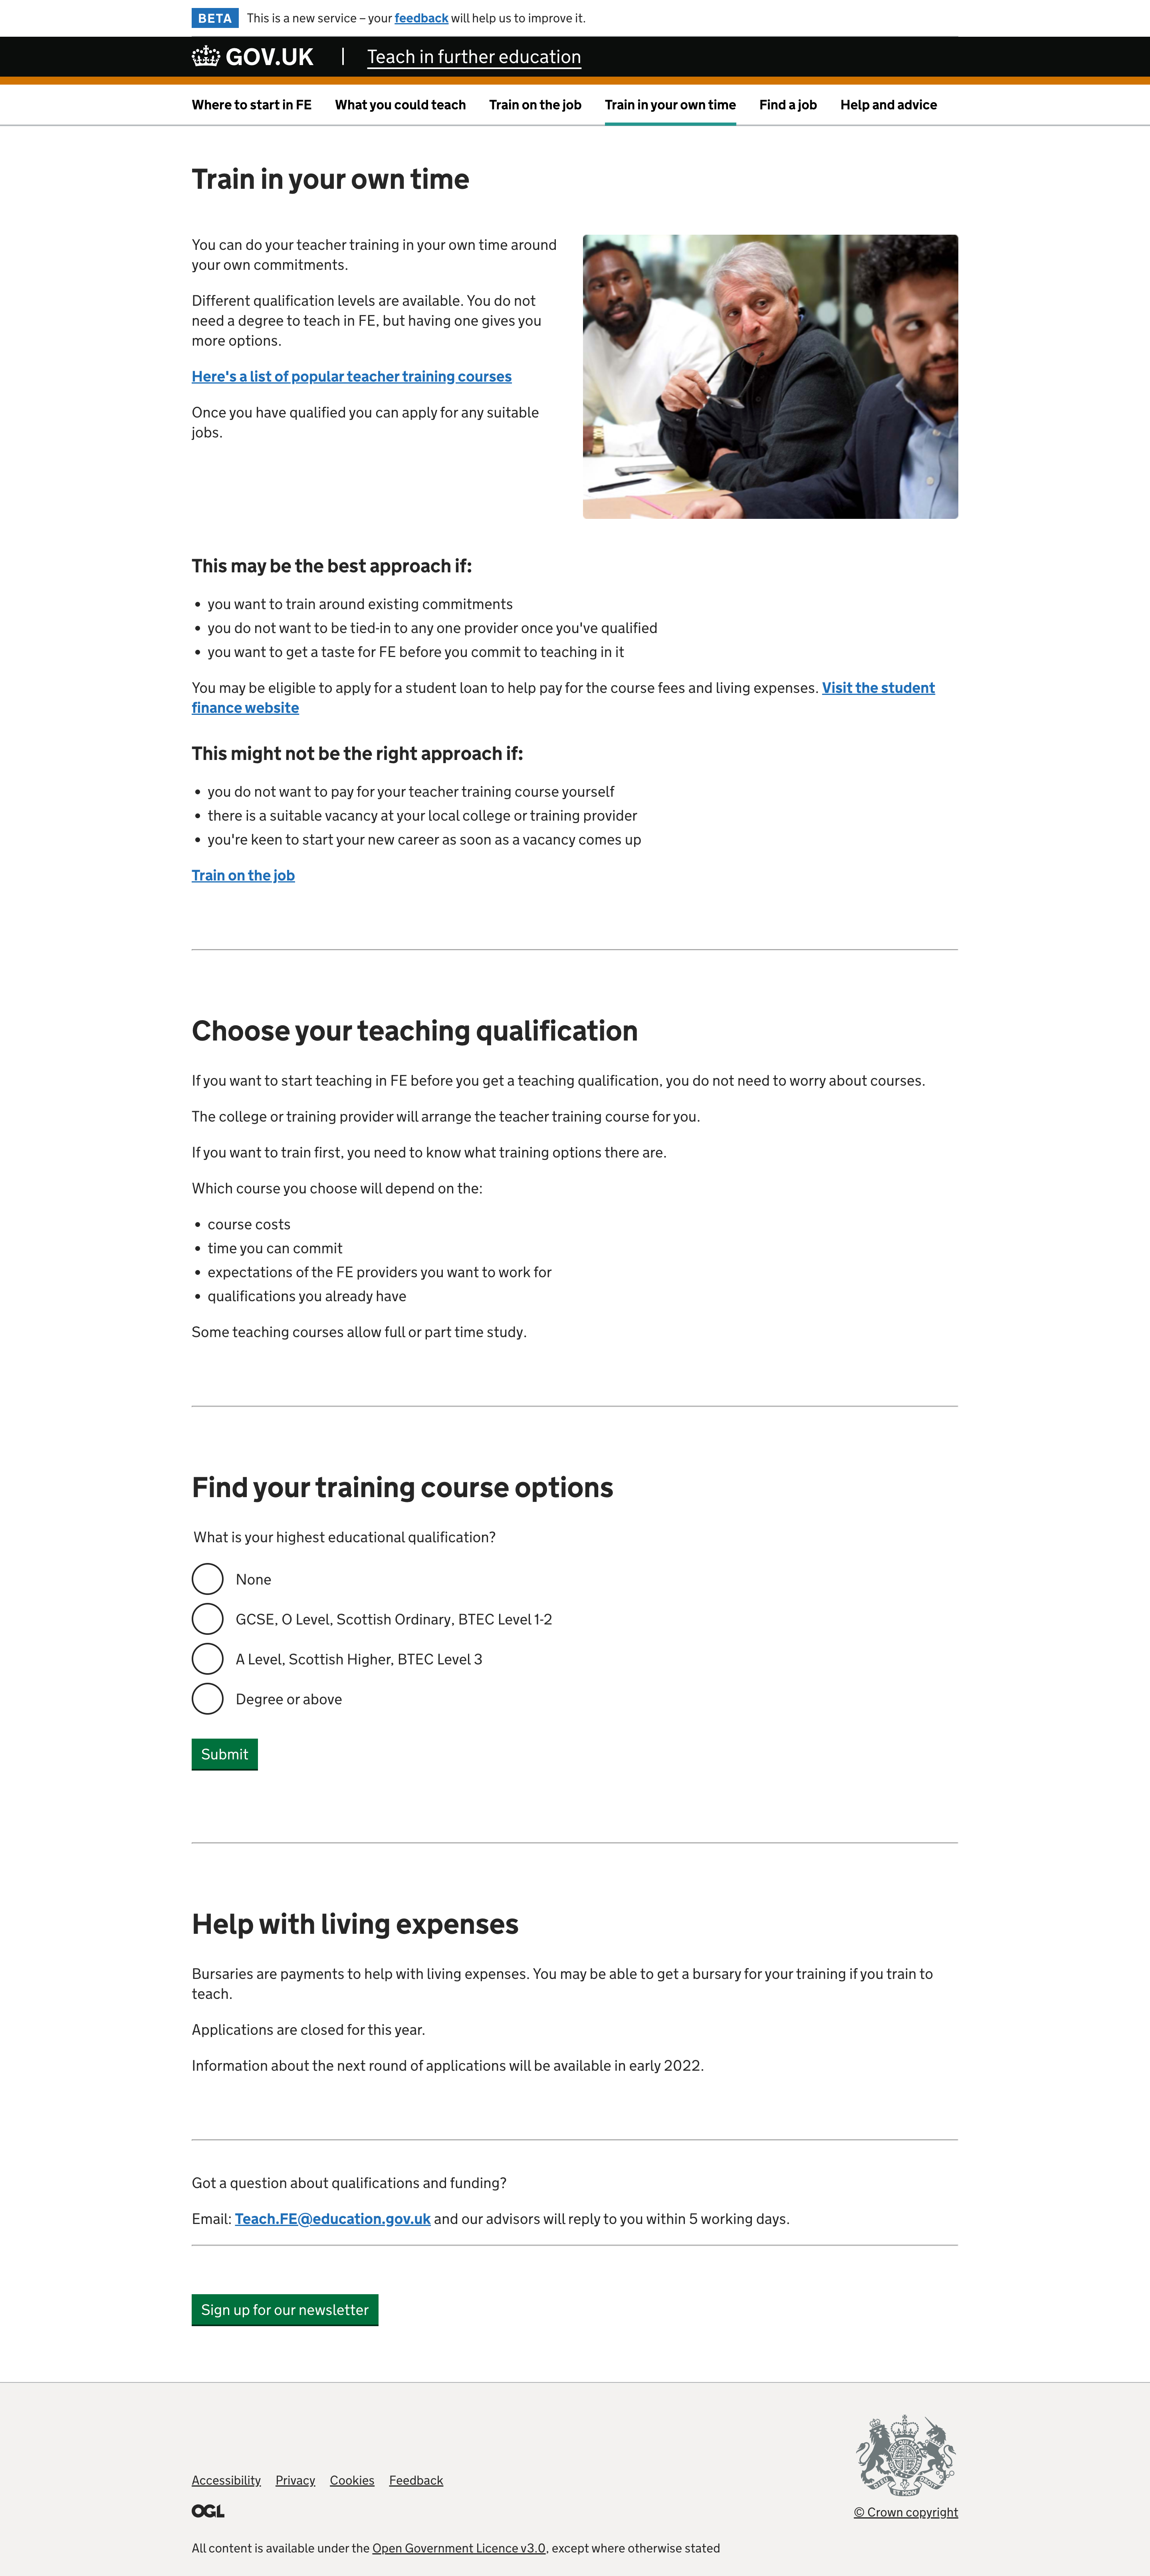 BETA This is a new service – your feedback will help us to improve it.
GOV.UK | Teach in further education
Where to start in FE What you could teach Train on the job Train in your own time Find a job Help and advice
Train in your own time
You can do your teacher training in your own time around
your own commitments.
Different qualification levels are available. You do not
need a degree to teach in FE, but having one gives you
more options.
Here's a list of popular teacher training courses
Once you have qualified you can apply for any suitable
jobs.
This may be the best approach if:
• you want to train around existing commitments
• you do not want to be tied-in to any one provider once you've qualified
• you want to get a taste for FE before you commit to teaching in it
You may be eligible to apply for a student loan to help pay for the course fees and living expenses. Visit the student
finance website
This might not be the right approach if:
• you do not want to pay for your teacher training course yourself
• there is a suitable vacancy at your local college or training provider
• you're keen to start your new career as soon as a vacancy comes up
Train on the job
Choose your teaching qualification
If you want to start teaching in FE before you get a teaching qualification, you do not need to worry about courses.
The college or training provider will arrange the teacher training course for you.
If you want to train first, you need to know what training options there are.
Which course you choose will depend on the:
• course costs
• time you can commit
• expectations of the FE providers you want to work for
• qualifications you already have
Some teaching courses allow full or part time study.
Find your training course options
What is your highest educational qualification?
None
GCSE, O Level, Scottish Ordinary, BTEC Level 1-2
A Level, Scottish Higher, BTEC Level 3
Degree or above
Submit
Help with living expenses
Bursaries are payments to help with living expenses. You may be able to get a bursary for your training if you train to
teach.
Applications are closed for this year.
Information about the next round of applications will be available in early 2022.
Got a question about qualifications and funding?
Email: Teach.FE@education.gov.uk and our advisors will reply to you within 5 working days.
Sign up for our newsletter
Accessibility Privacy Cookies Feedback
OGL
© Crown copyright
All content is available under the Open Government Licence v3.0, except where otherwise stated